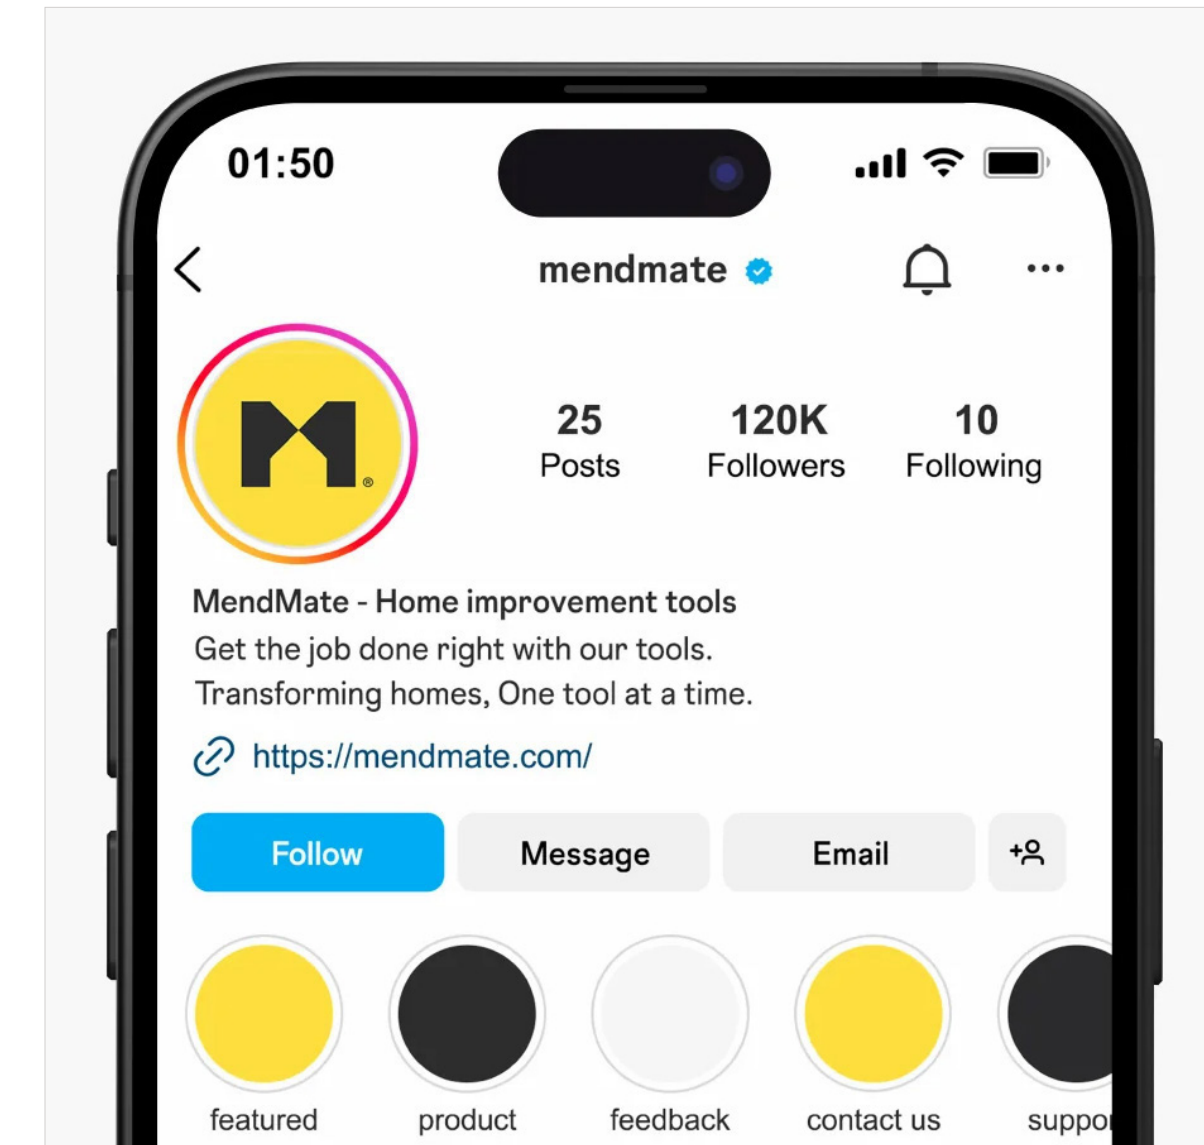 01:50
mendmate
25 120K 10
Posts Followers Following
M®
MendMate - Home improvement tools
Get the job done right with our tools.
Transforming homes, One tool at a time.
https://mendmate.com/
Follow Message Email
featured product feedback contact us suppor